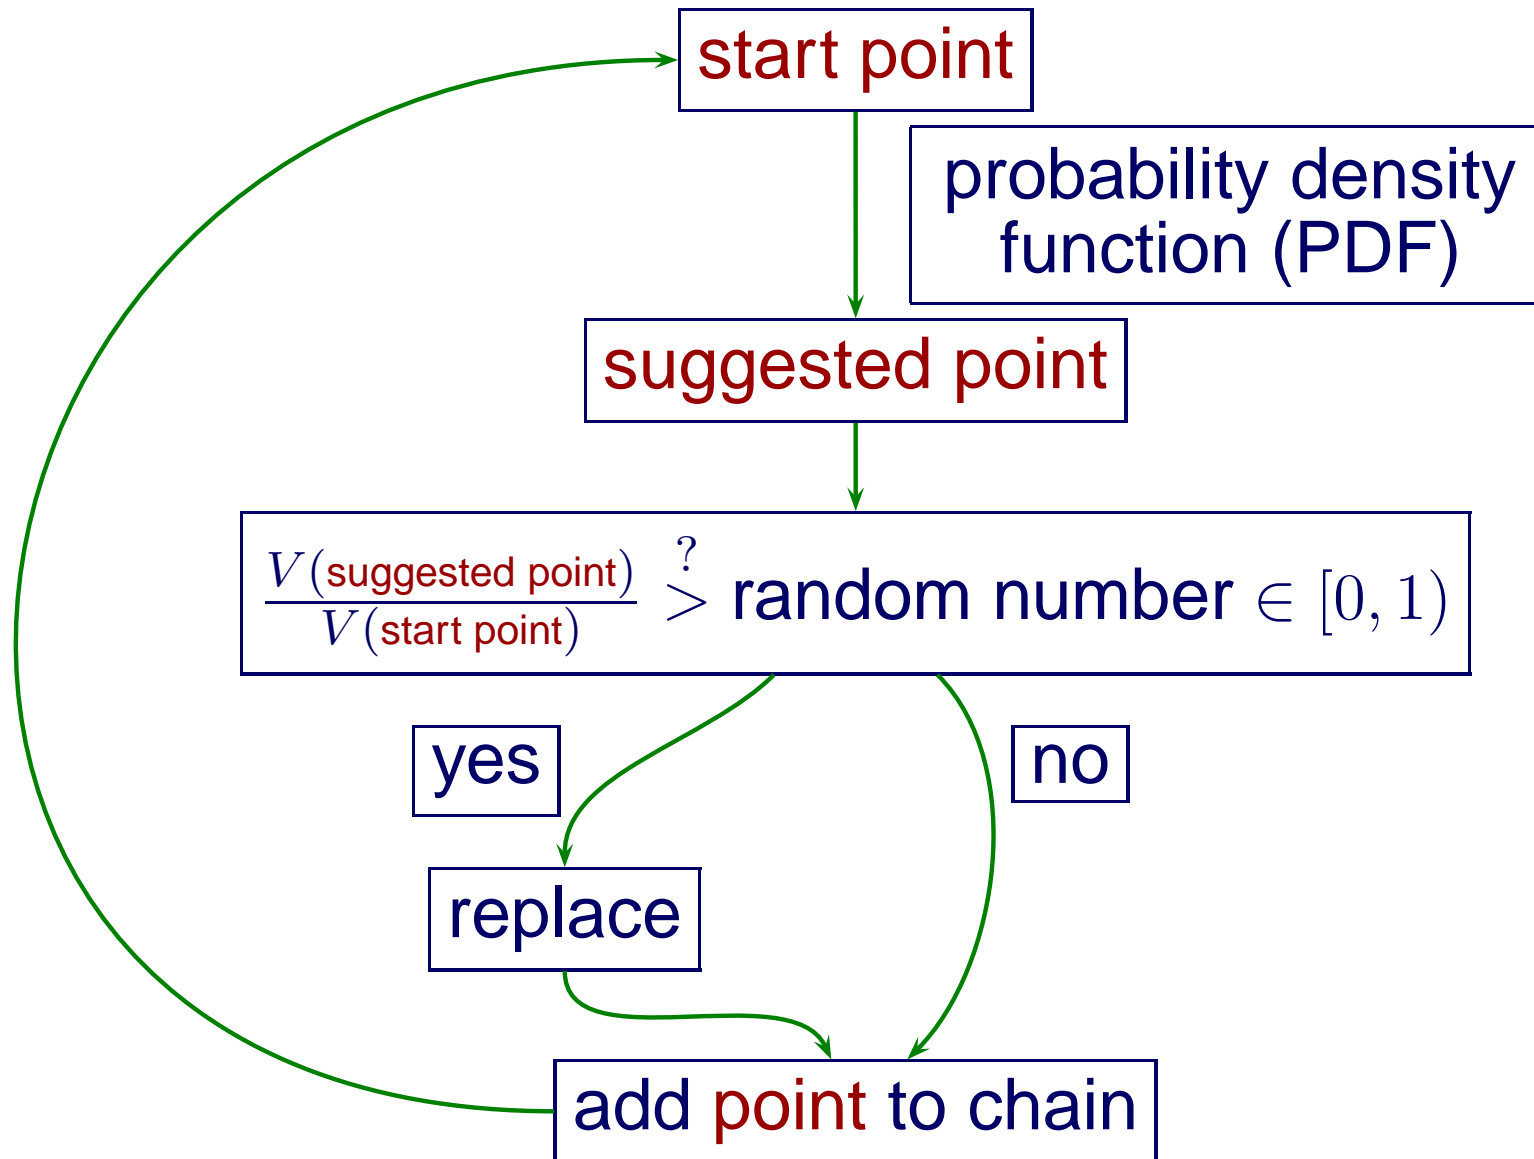 start point
probability density
function (PDF)
suggested point
V(suggested point) / V(start point) >? random number ∈ [0, 1)
yes
no
replace
add point to chain